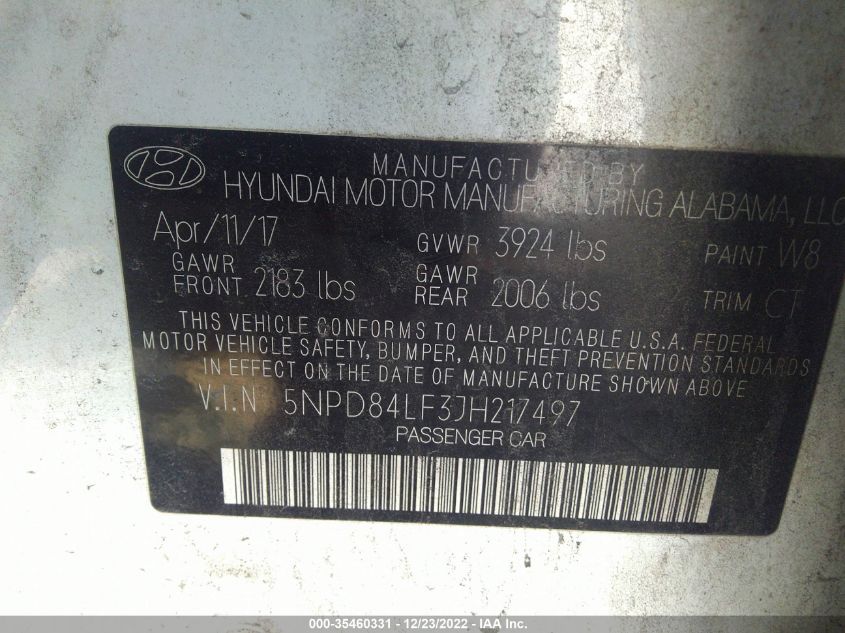 MANUFACTURED BY
HYUNDAI MOTOR MANUFACTURING ALABAMA, LLC
Apr/11/17 GVWR 3924 lbs PAINT W8
GAWR FRONT 2183 lbs GAWR REAR 2006 lbs TRIM CT
THIS VEHICLE CONFORMS TO ALL APPLICABLE U.S.A. FEDERAL
MOTOR VEHICLE SAFETY, BUMPER, AND THEFT PREVENTION STANDARDS
IN EFFECT ON THE DATE OF MANUFACTURE SHOWN ABOVE
V.I.N 5NPD84LF3JH217497
PASSENGER CAR
000-35460331 - 12/23/2022 - IAA Inc.